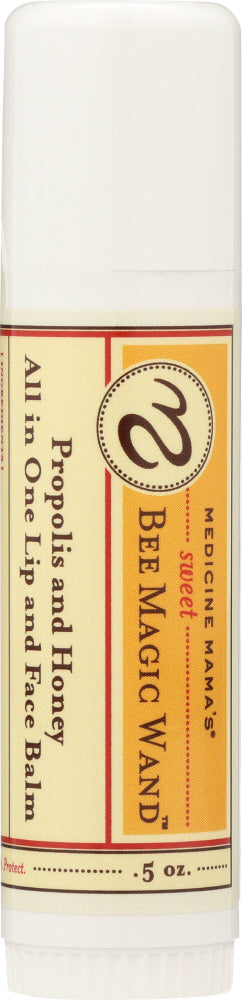 MEDICINE MAMA'S®
sweet
BEE MAGIC WAND™
Propolis and Honey
All in One Lip and Face Balm
Protect.
.5 oz.